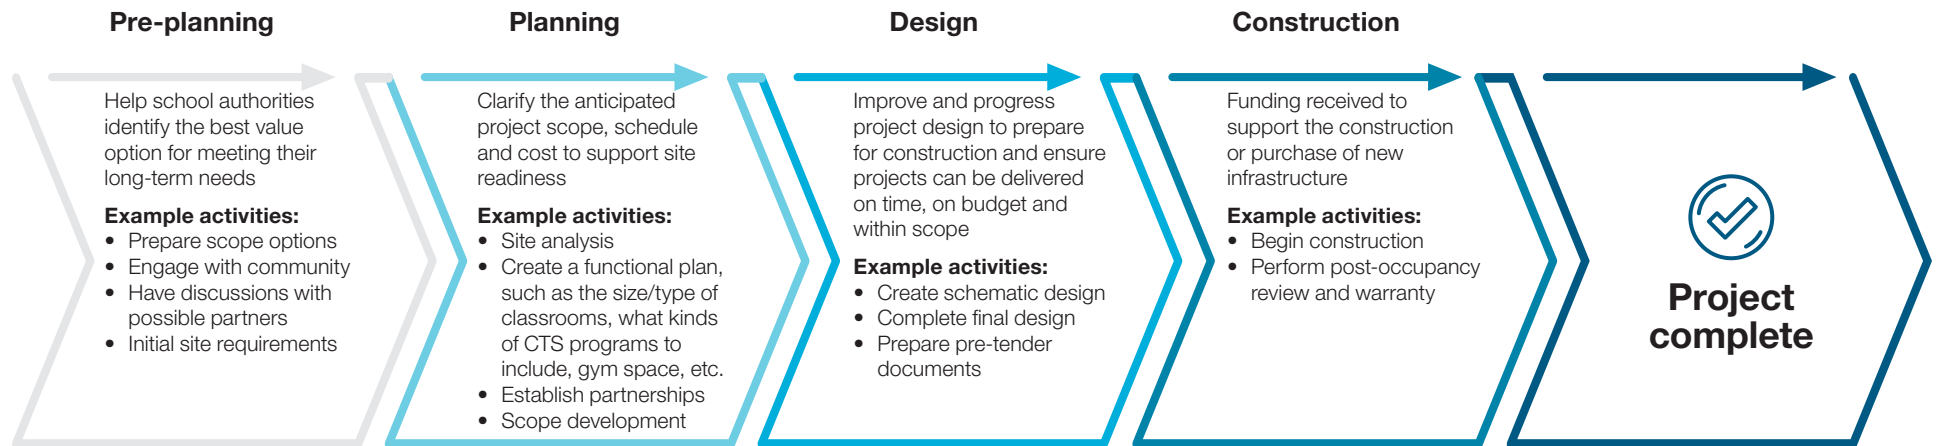 Pre-planning
Help school authorities
identify the best value
option for meeting their
long-term needs
Example activities:
• Prepare scope options
• Engage with community
• Have discussions with
possible partners
• Initial site requirements
Planning
Clarify the anticipated
project scope, schedule
and cost to support site
readiness
Example activities:
• Site analysis
• Create a functional plan,
such as the size/type of
classrooms, what kinds
of CTS programs to
include, gym space, etc.
• Establish partnerships
• Scope development
Design
Improve and progress
project design to prepare
for construction and ensure
projects can be delivered
on time, on budget and
within scope
Example activities:
• Create schematic design
• Complete final design
• Prepare pre-tender
documents
Construction
Funding received to
support the construction
or purchase of new
infrastructure
Example activities:
• Begin construction
• Perform post-occupancy
review and warranty
Project
complete